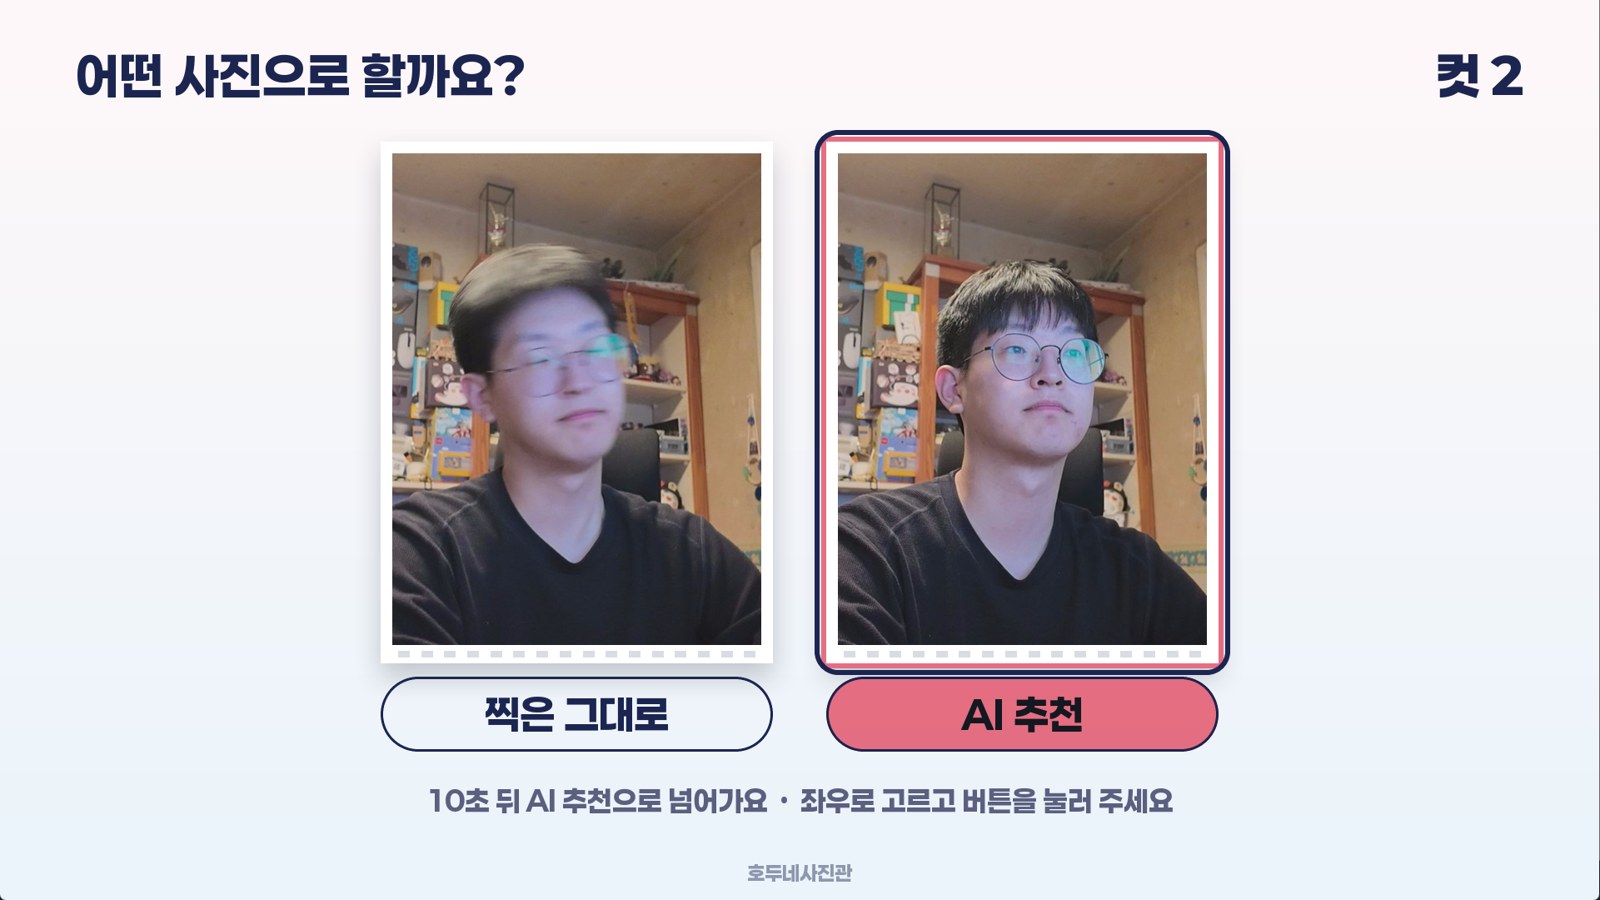 어떤 사진으로 할까요?
컷 2
찍은 그대로
AI 추천
10초 뒤 AI 추천으로 넘어가요 · 좌우로 고르고 버튼을 눌러 주세요
호두네사진관